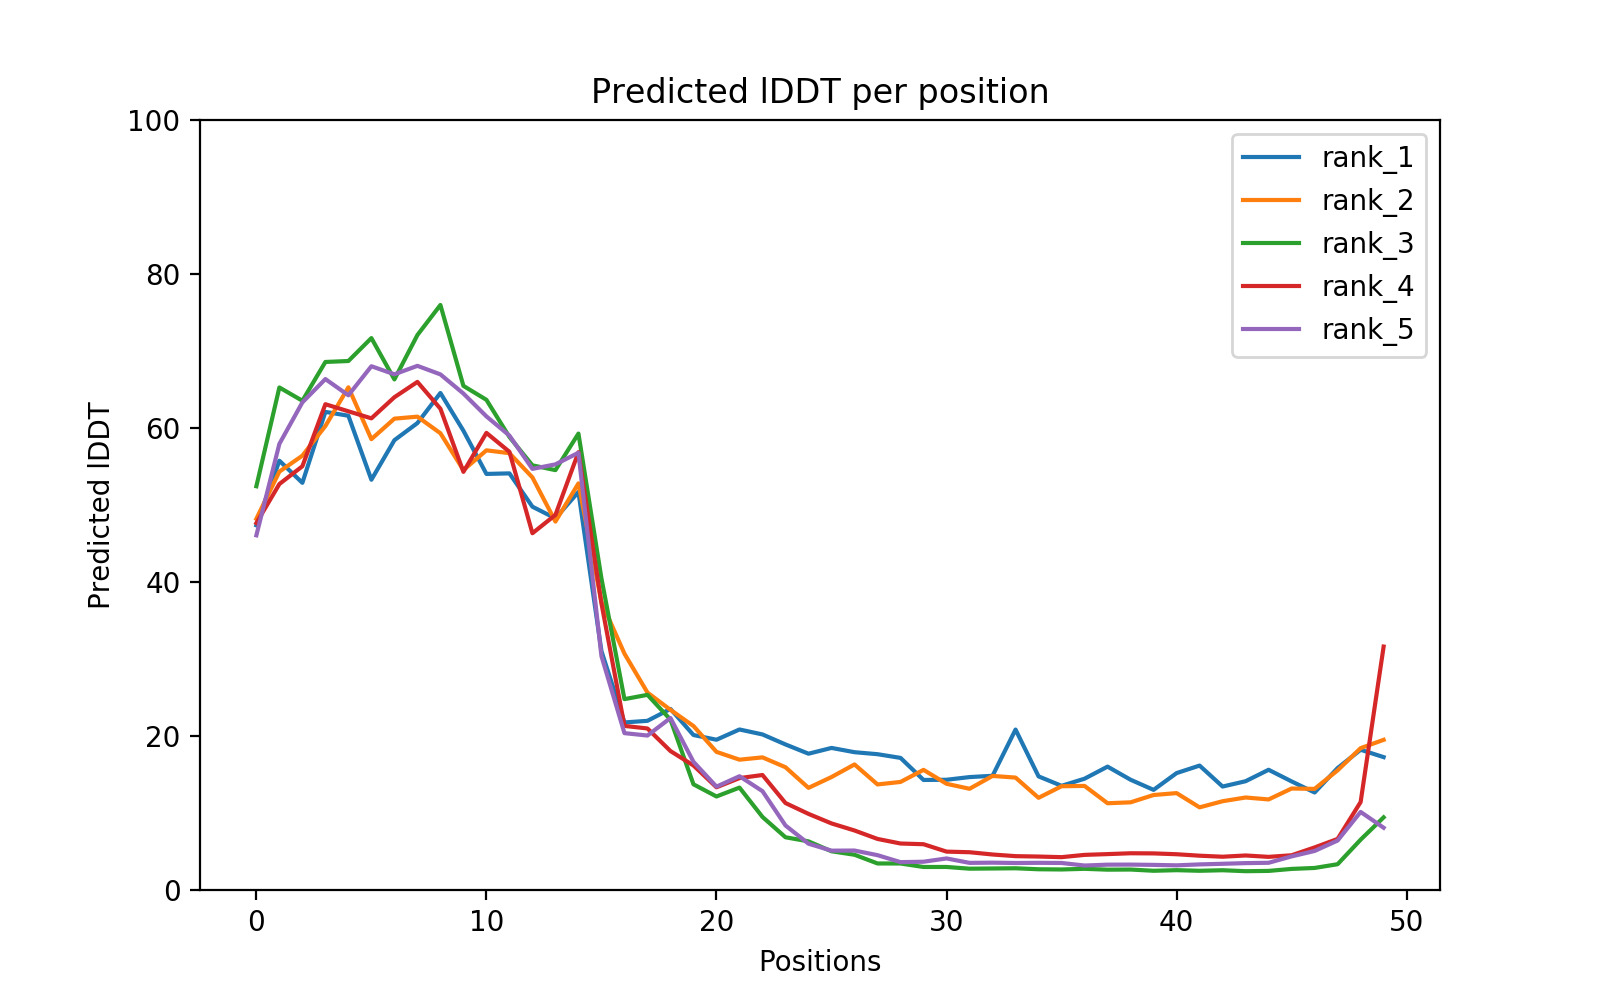 Predicted lDDT per position
100
80
60
40
20
0
Predicted lDDT
rank_1
rank_2
rank_3
rank_4
rank_5
0 10 20 30 40 50
Positions